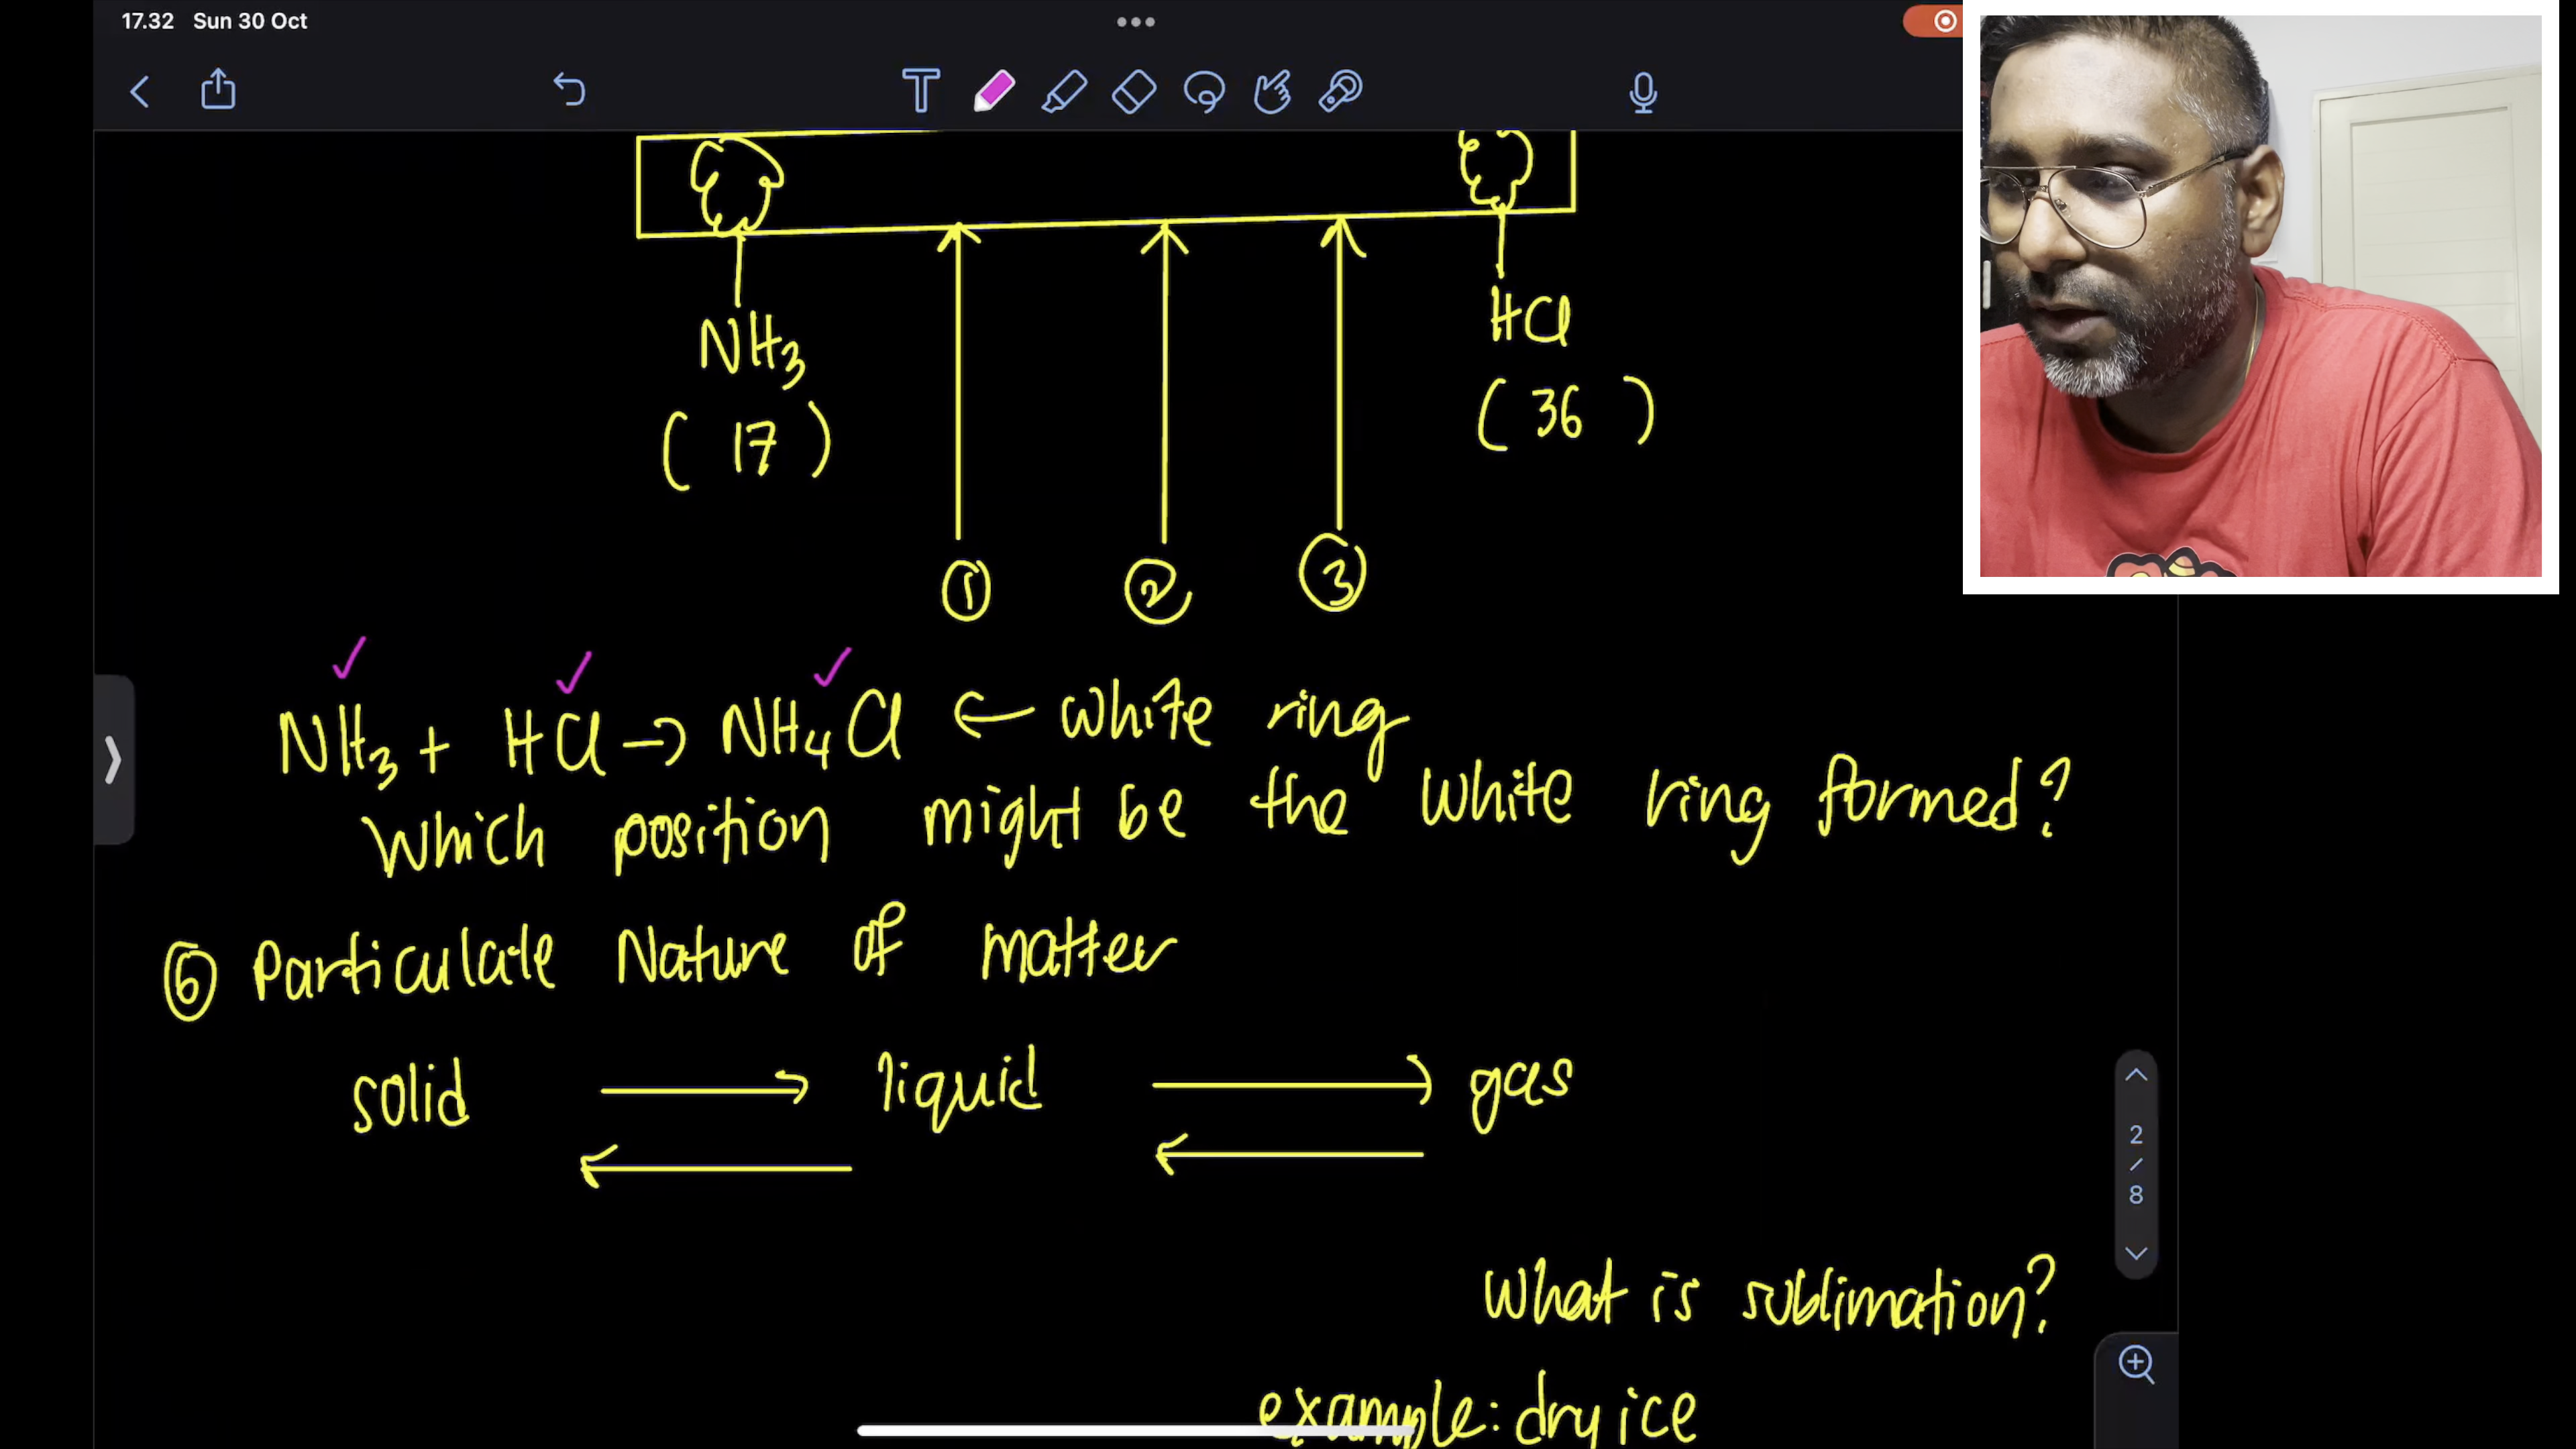 17.32 Sun 30 Oct
T
NH3
(17)
HCl
(36)
1
2
3
NH3 + HCl → NH4Cl ← white ring
Which position might be the white ring formed?
6 Particulate Nature of matter
solid → liquid → gas
← ←
2
/
8
What is sublimation?
example: dry ice